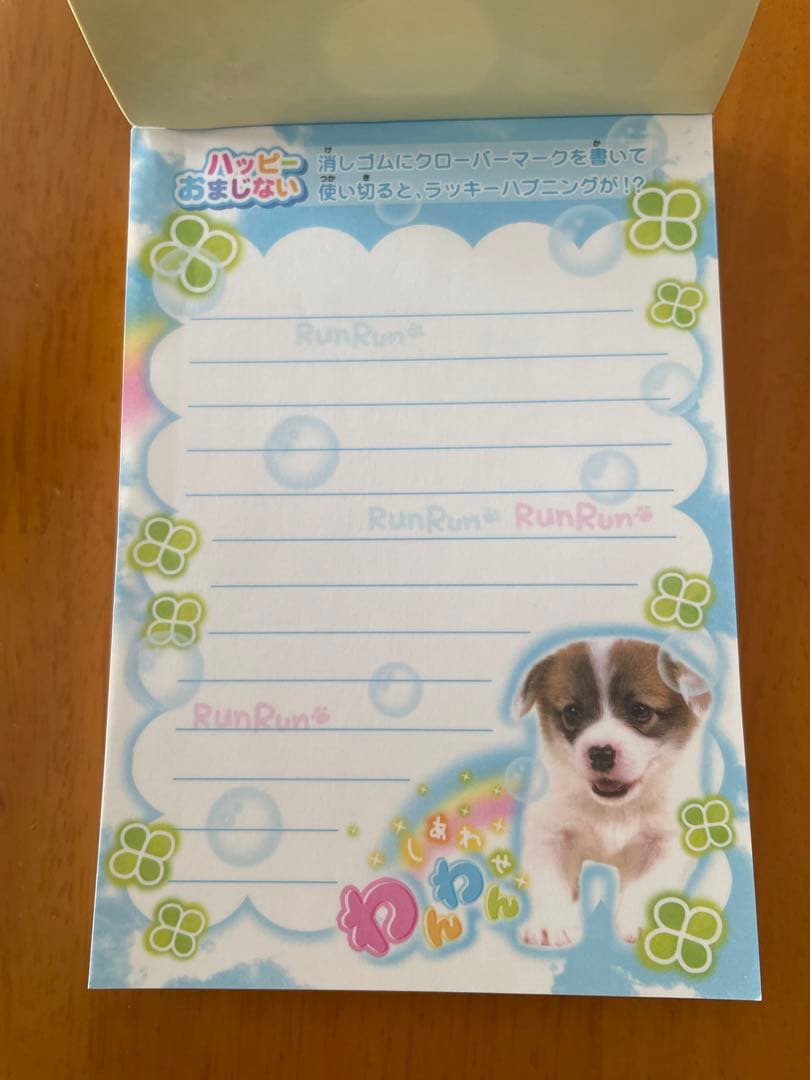 ハッピー
おまじない
消しゴムにクローバーマークを書いて
使い切ると、ラッキーハプニングが!?
RunRun
RunRun RunRun
RunRun
しあわせ
わんわん